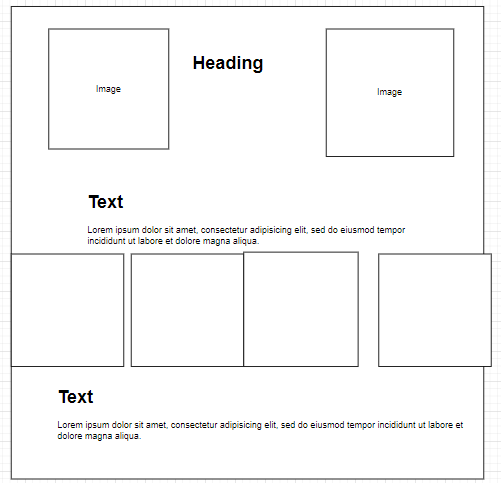 Heading
Image
Image
Text
Lorem ipsum dolor sit amet, consectetur adipisicing elit, sed do eiusmod tempor
incididunt ut labore et dolore magna aliqua.
Text
Lorem ipsum dolor sit amet, consectetur adipisicing elit, sed do eiusmod tempor incididunt ut labore et
dolore magna aliqua.